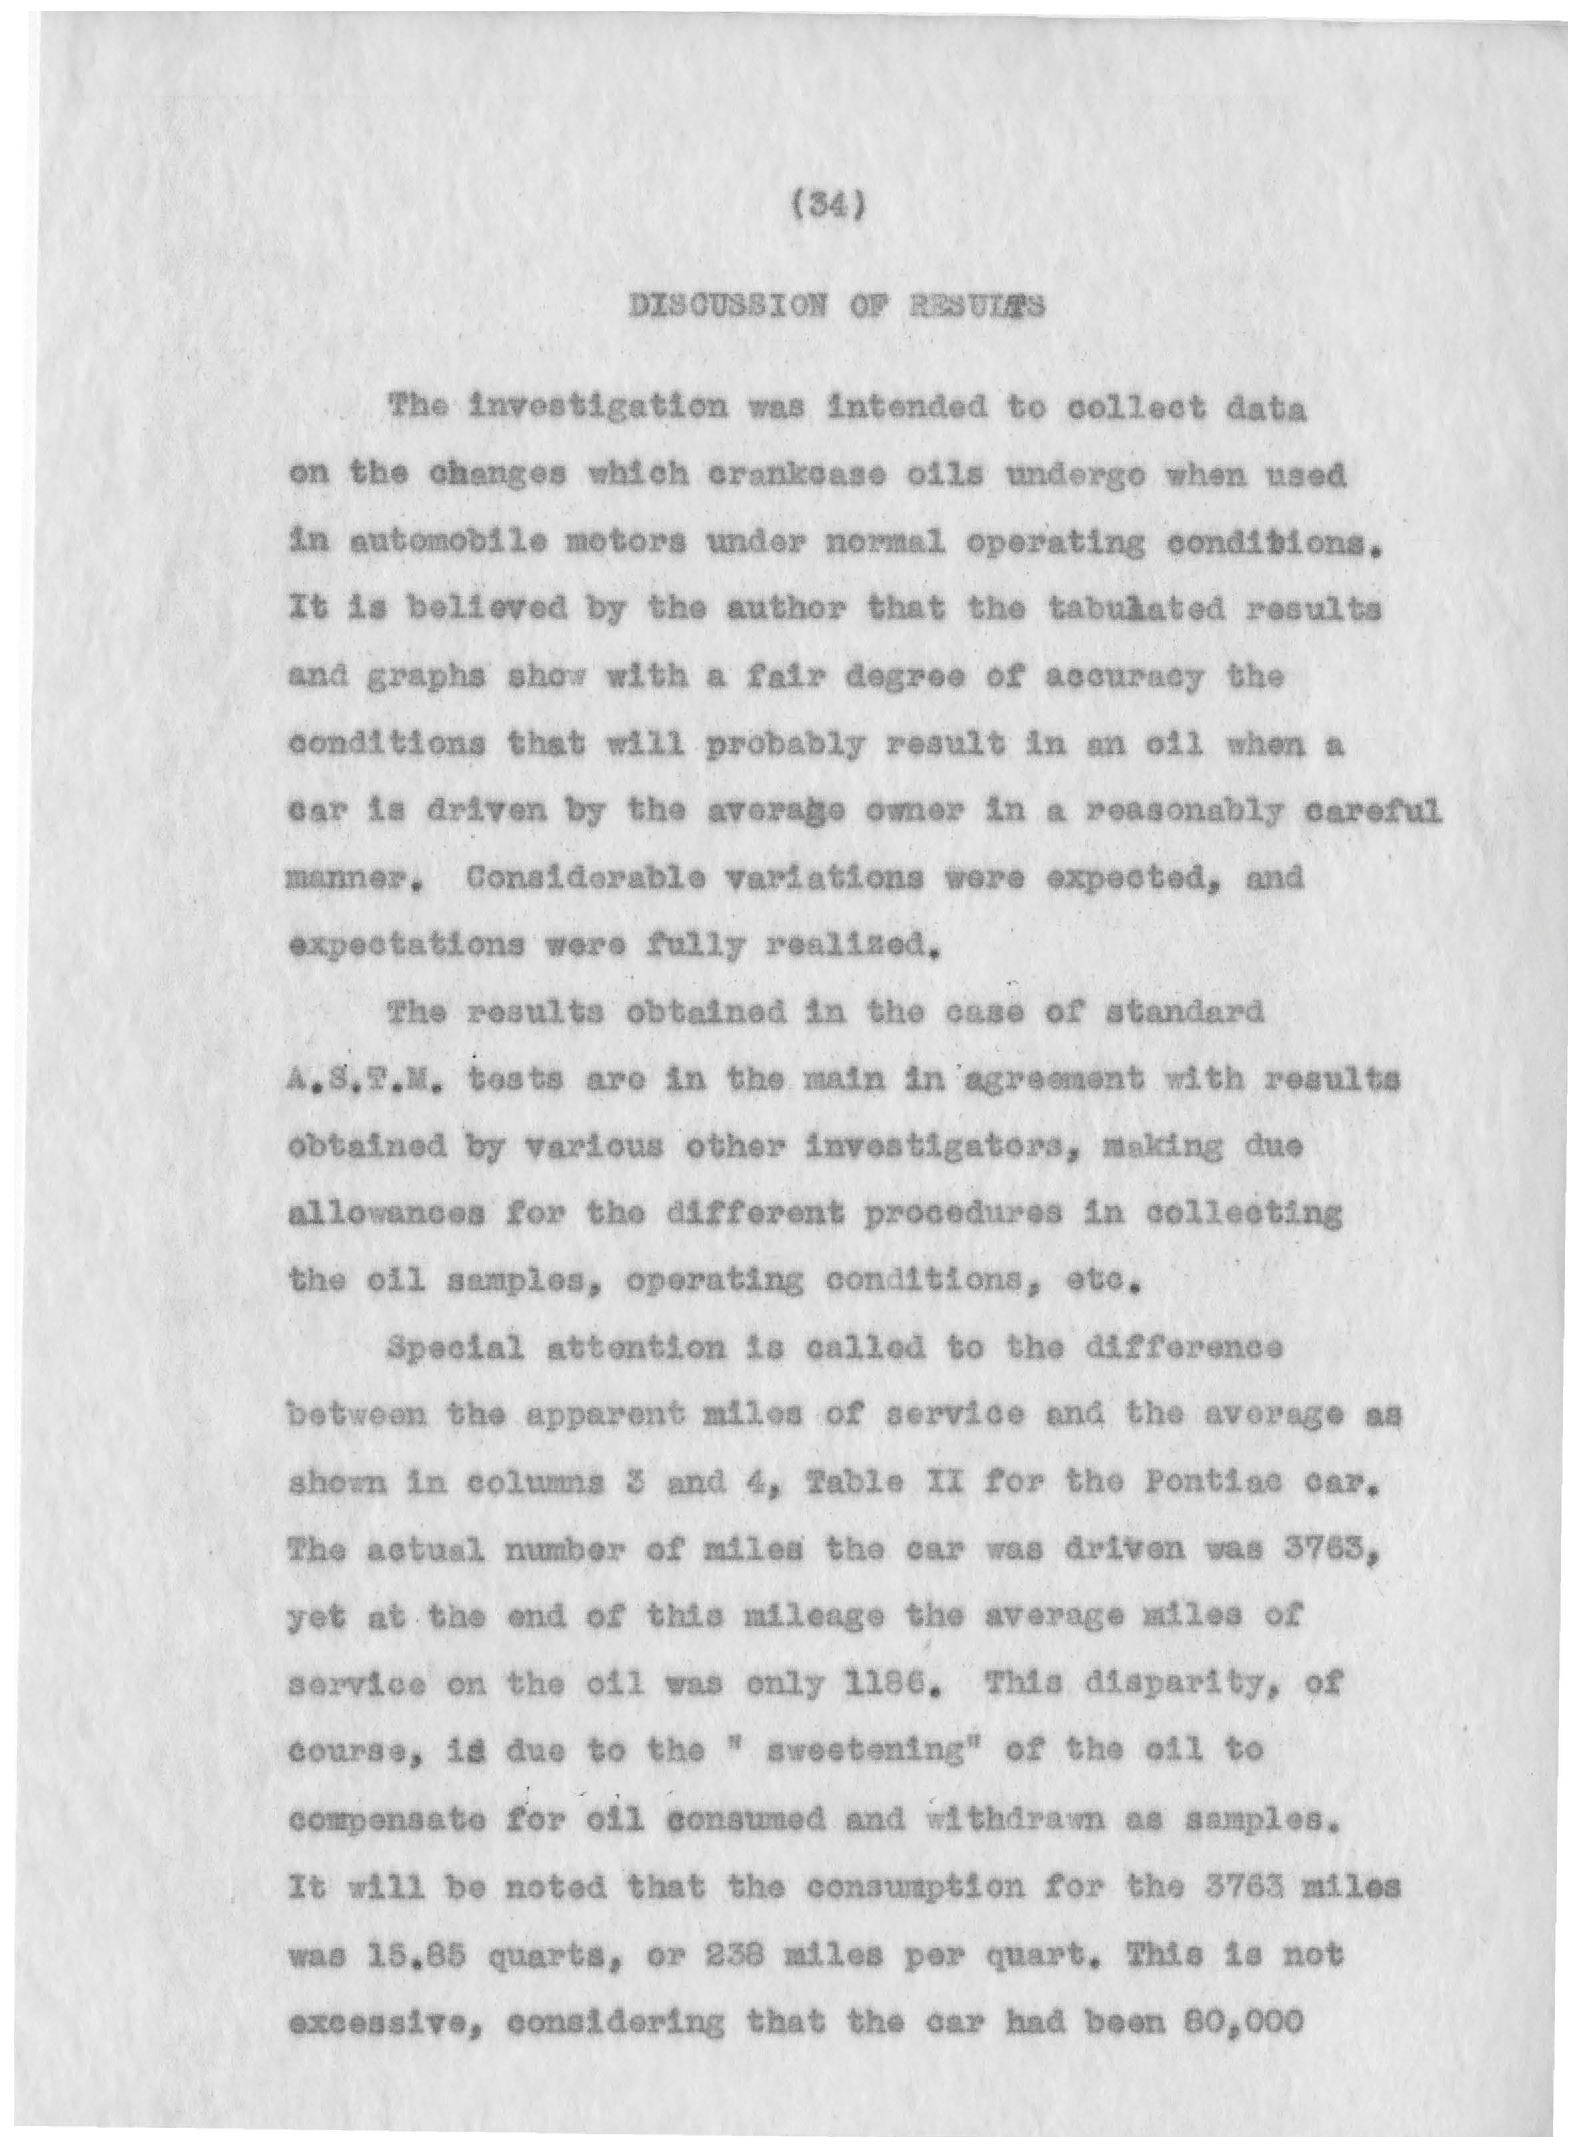 (34)
DISCUSSION OF RESULTS
The investigation was intended to collect data
on the changes which crankcase oils undergo when used
in automobile motors under normal operating conditions.
It is believed by the author that the tabulated results
and graphs show with a fair degree of accuracy the
conditions that will probably result in an oil when a
car is driven by the average owner in a reasonably careful
manner. Considerable variations were expected, and
expectations were fully realized.
The results obtained in the case of standard
A.S.T.M. tests are in the main in agreement with results
obtained by various other investigators, making due
allowances for the different procedures in collecting
the oil samples, operating conditions, etc.
Special attention is called to the difference
between the apparent miles of service and the average as
shown in columns 3 and 4, Table II for the Pontiac car.
The actual number of miles the car was driven was 3763,
yet at the end of this mileage the average miles of
service on the oil was only 1186. This disparity, of
course, is due to the " sweetening" of the oil to
compensate for oil consumed and withdrawn as samples.
It will be noted that the consumption for the 3763 miles
was 15.85 quarts, or 238 miles per quart. This is not
excessive, considering that the car had been 80,000